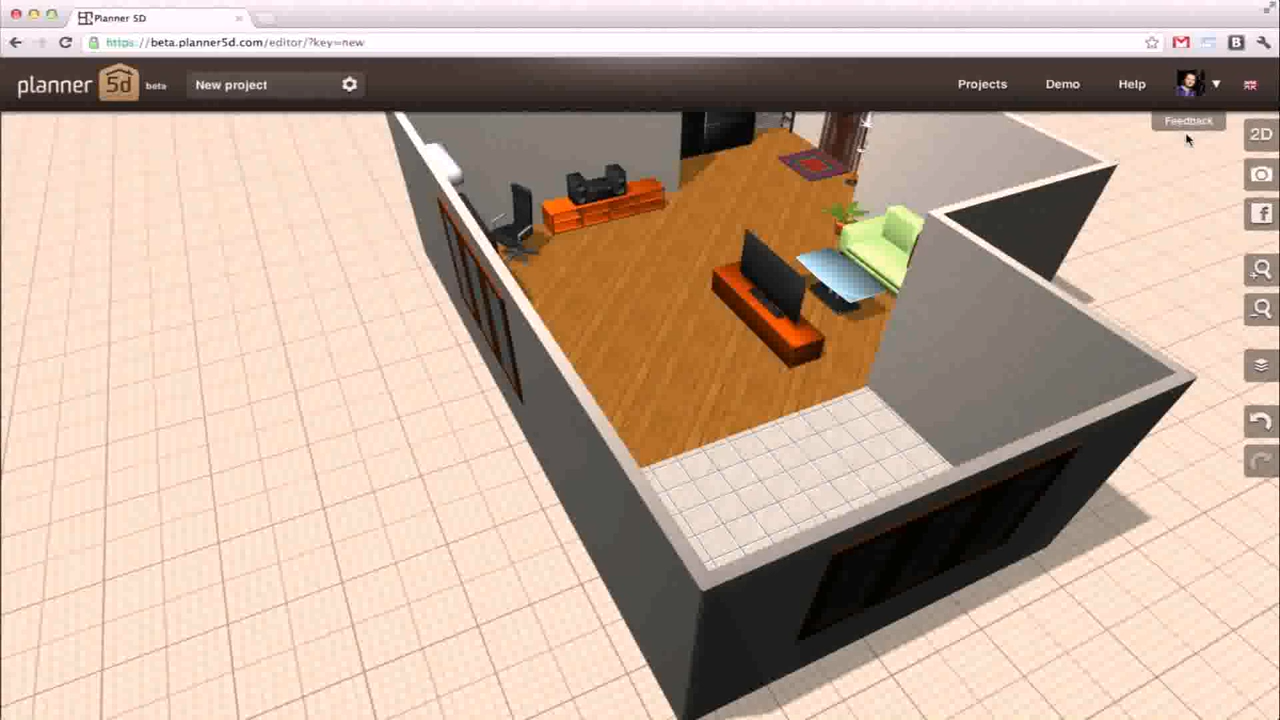 Planner 5D
https://beta.planner5d.com/editor/?key=new
planner 5d beta
New project
Projects
Demo
Help
Feedback
2D